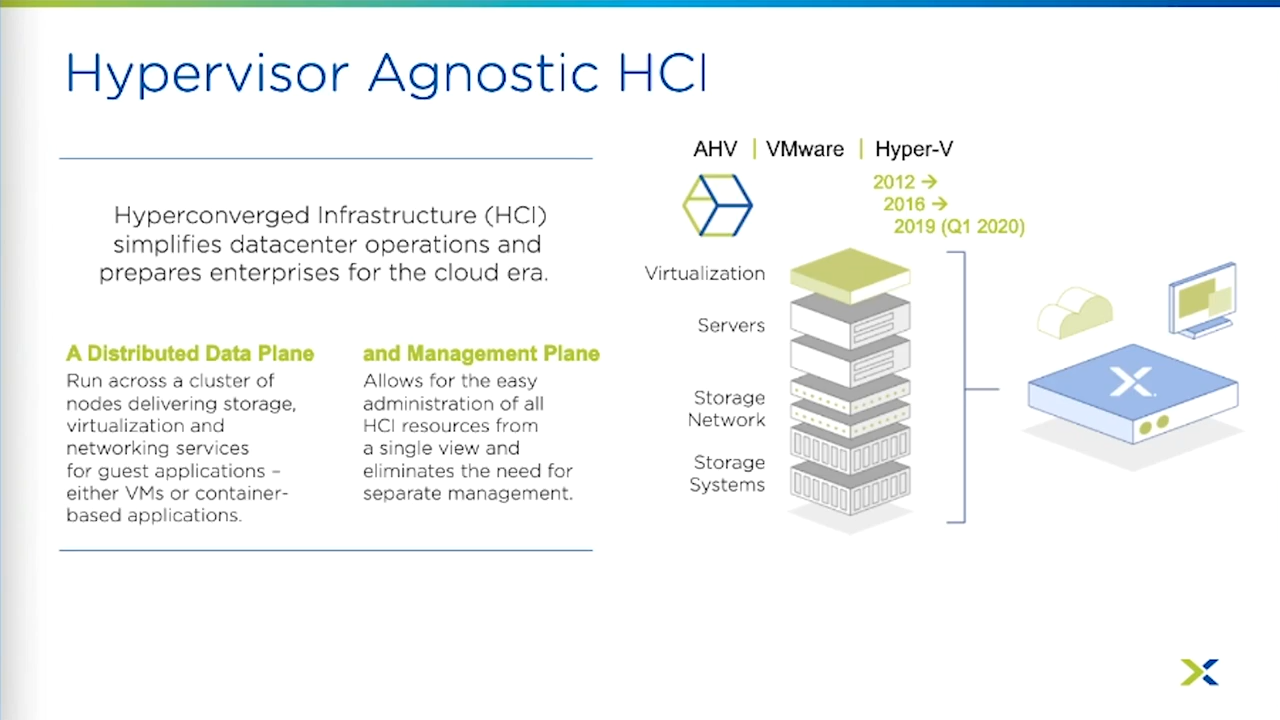 Hypervisor Agnostic HCI
Hyperconverged Infrastructure (HCI)
simplifies datacenter operations and
prepares enterprises for the cloud era.
A Distributed Data Plane
Run across a cluster of
nodes delivering storage,
virtualization and
networking services
for guest applications –
either VMs or container-
based applications.
and Management Plane
Allows for the easy
administration of all
HCI resources from
a single view and
eliminates the need for
separate management.
AHV | VMware | Hyper-V
2012 →
2016 →
2019 (Q1 2020)
Virtualization
Servers
Storage
Network
Storage
Systems